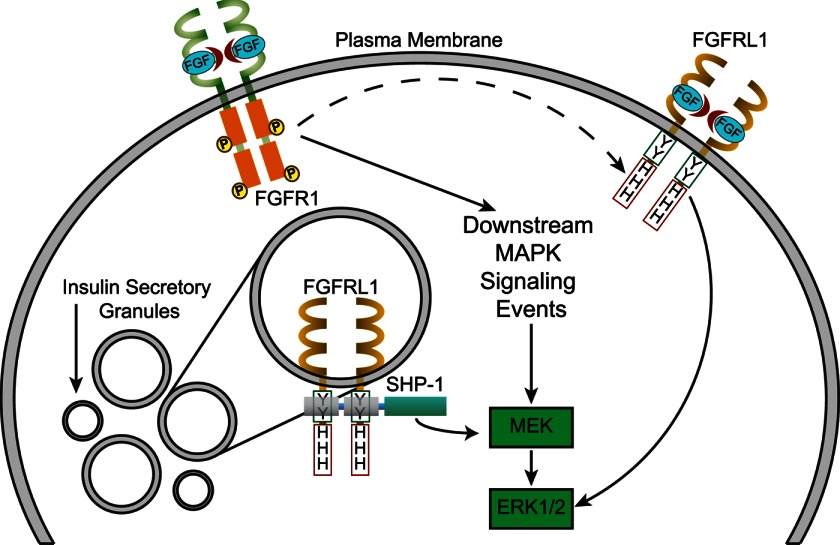 Plasma Membrane
FGFRL1
FGF
FGF
FGF
FGF
P
P
P
P
FGFR1
Y
Y
Y
Y
H
H
H
H
H
H
Downstream
MAPK
Signaling
Events
Insulin Secretory
Granules
FGFRL1
SHP-1
Y
Y
Y
Y
H
H
H
H
H
H
MEK
ERK1/2